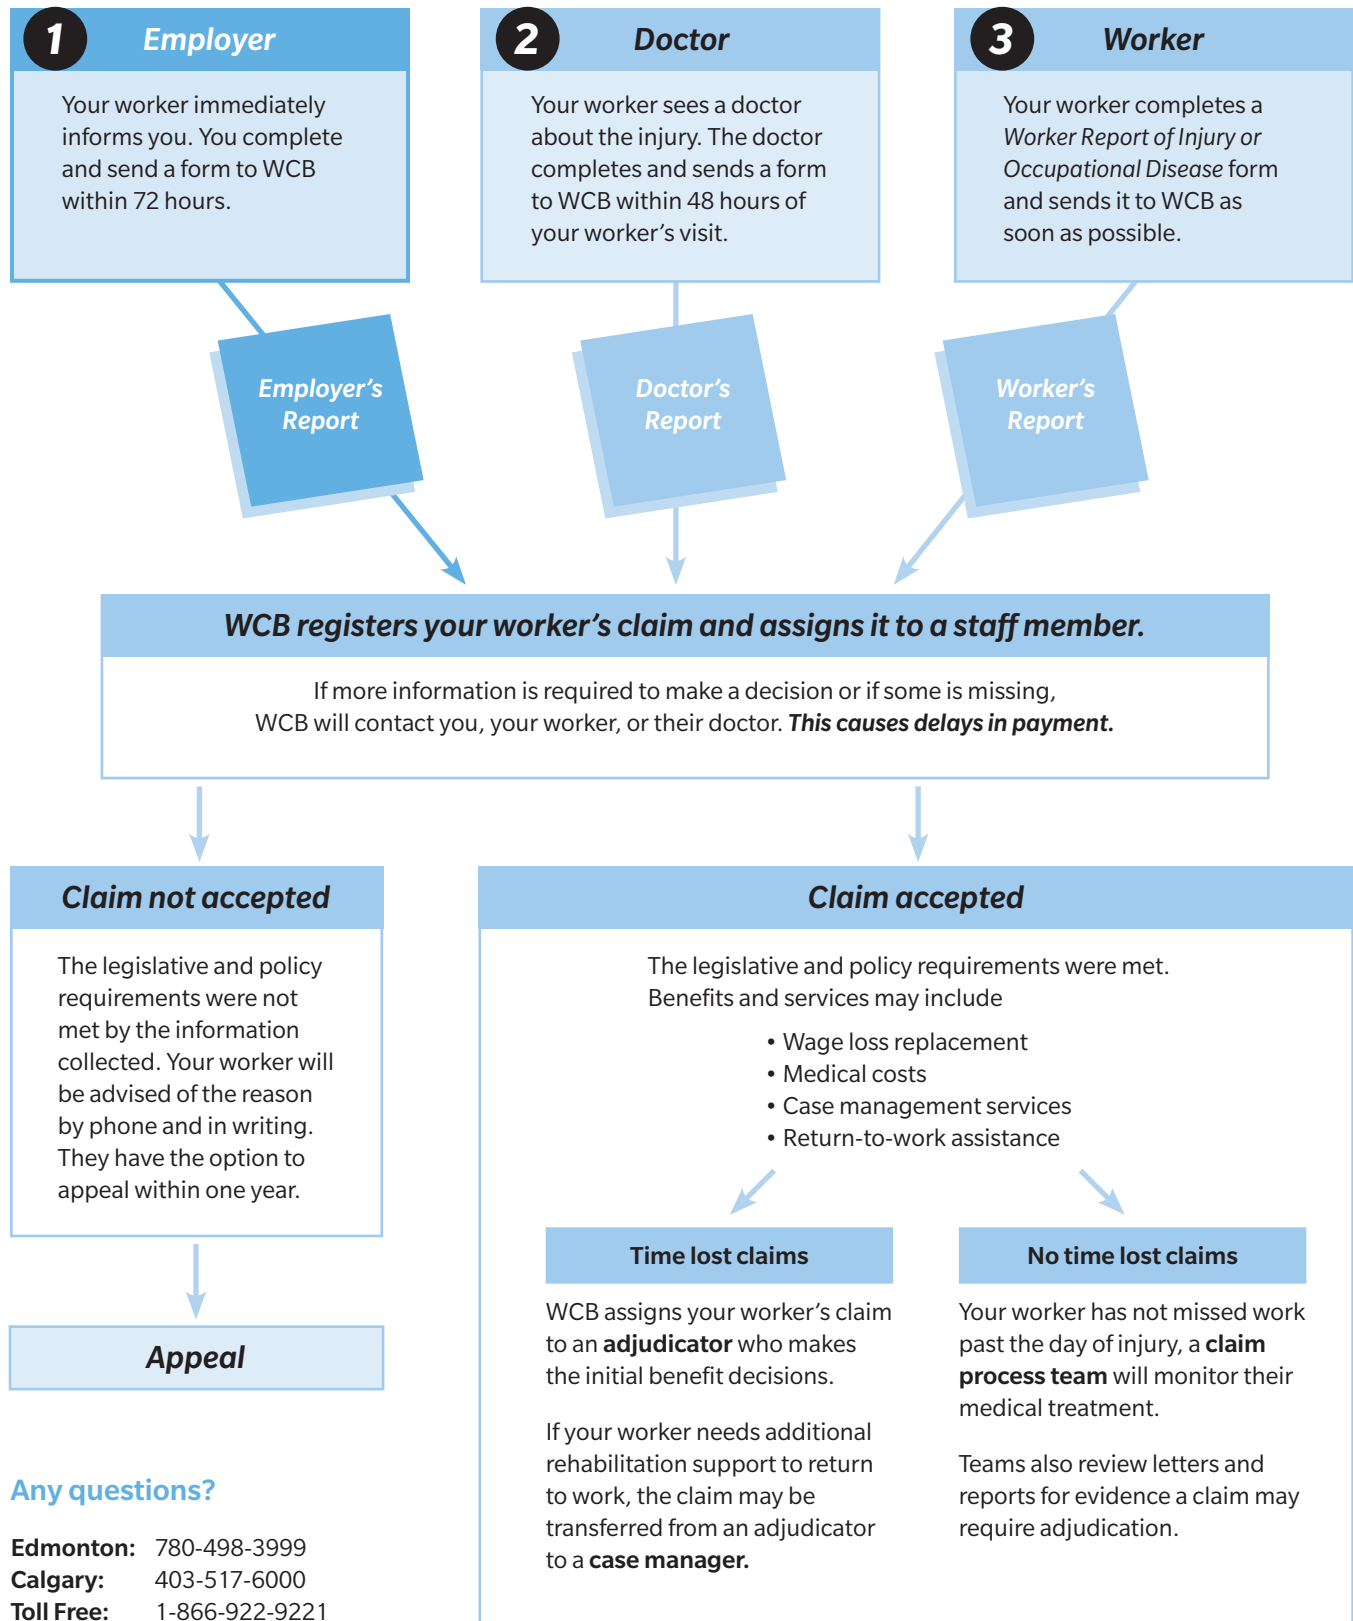 1 Employer
Your worker immediately
informs you. You complete
and send a form to WCB
within 72 hours.
2 Doctor
Your worker sees a doctor
about the injury. The doctor
completes and sends a form
to WCB within 48 hours of
your worker’s visit.
3 Worker
Your worker completes a
Worker Report of Injury or
Occupational Disease form
and sends it to WCB as
soon as possible.
Employer’s
Report
Doctor’s
Report
Worker’s
Report
WCB registers your worker’s claim and assigns it to a staff member.
If more information is required to make a decision or if some is missing,
WCB will contact you, your worker, or their doctor. This causes delays in payment.
Claim not accepted
The legislative and policy
requirements were not
met by the information
collected. Your worker will
be advised of the reason
by phone and in writing.
They have the option to
appeal within one year.
Appeal
Claim accepted
The legislative and policy requirements were met.
Benefits and services may include
• Wage loss replacement
• Medical costs
• Case management services
• Return-to-work assistance
Time lost claims
WCB assigns your worker’s claim
to an adjudicator who makes
the initial benefit decisions.
If your worker needs additional
rehabilitation support to return
to work, the claim may be
transferred from an adjudicator
to a case manager.
No time lost claims
Your worker has not missed work
past the day of injury, a claim
process team will monitor their
medical treatment.
Teams also review letters and
reports for evidence a claim may
require adjudication.
Any questions?
Edmonton: 780-498-3999
Calgary: 403-517-6000
Toll Free: 1-866-922-9221